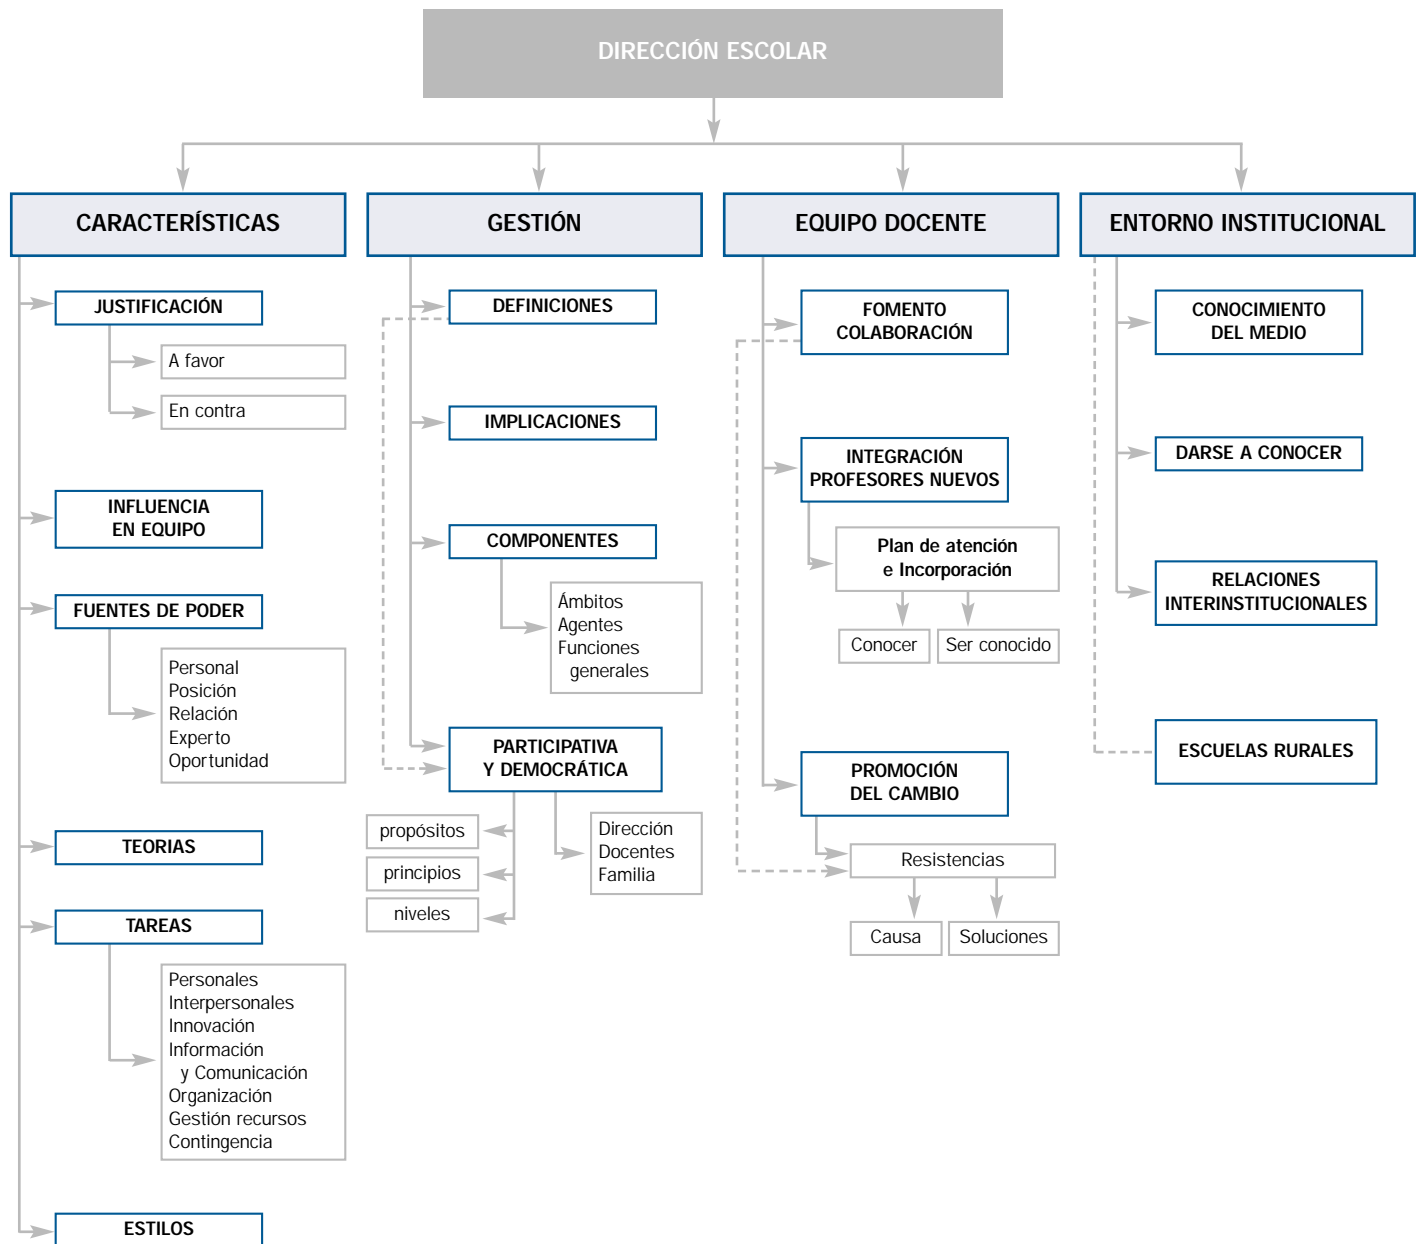 DIRECCIÓN ESCOLAR
CARACTERÍSTICAS
JUSTIFICACIÓN
A favor
En contra
INFLUENCIA
EN EQUIPO
FUENTES DE PODER
Personal
Posición
Relación
Experto
Oportunidad
TEORIAS
TAREAS
Personales
Interpersonales
Innovación
Información
y Comunicación
Organización
Gestión recursos
Contingencia
ESTILOS
GESTIÓN
DEFINICIONES
IMPLICACIONES
COMPONENTES
Ámbitos
Agentes
Funciones
generales
PARTICIPATIVA
Y DEMOCRÁTICA
propósitos
principios
niveles
Dirección
Docentes
Familia
EQUIPO DOCENTE
FOMENTO
COLABORACIÓN
INTEGRACIÓN
PROFESORES NUEVOS
Plan de atención
e Incorporación
Conocer
Ser conocido
PROMOCIÓN
DEL CAMBIO
Resistencias
Causa
Soluciones
ENTORNO INSTITUCIONAL
CONOCIMIENTO
DEL MEDIO
DARSE A CONOCER
RELACIONES
INTERINSTITUCIONALES
ESCUELAS RURALES